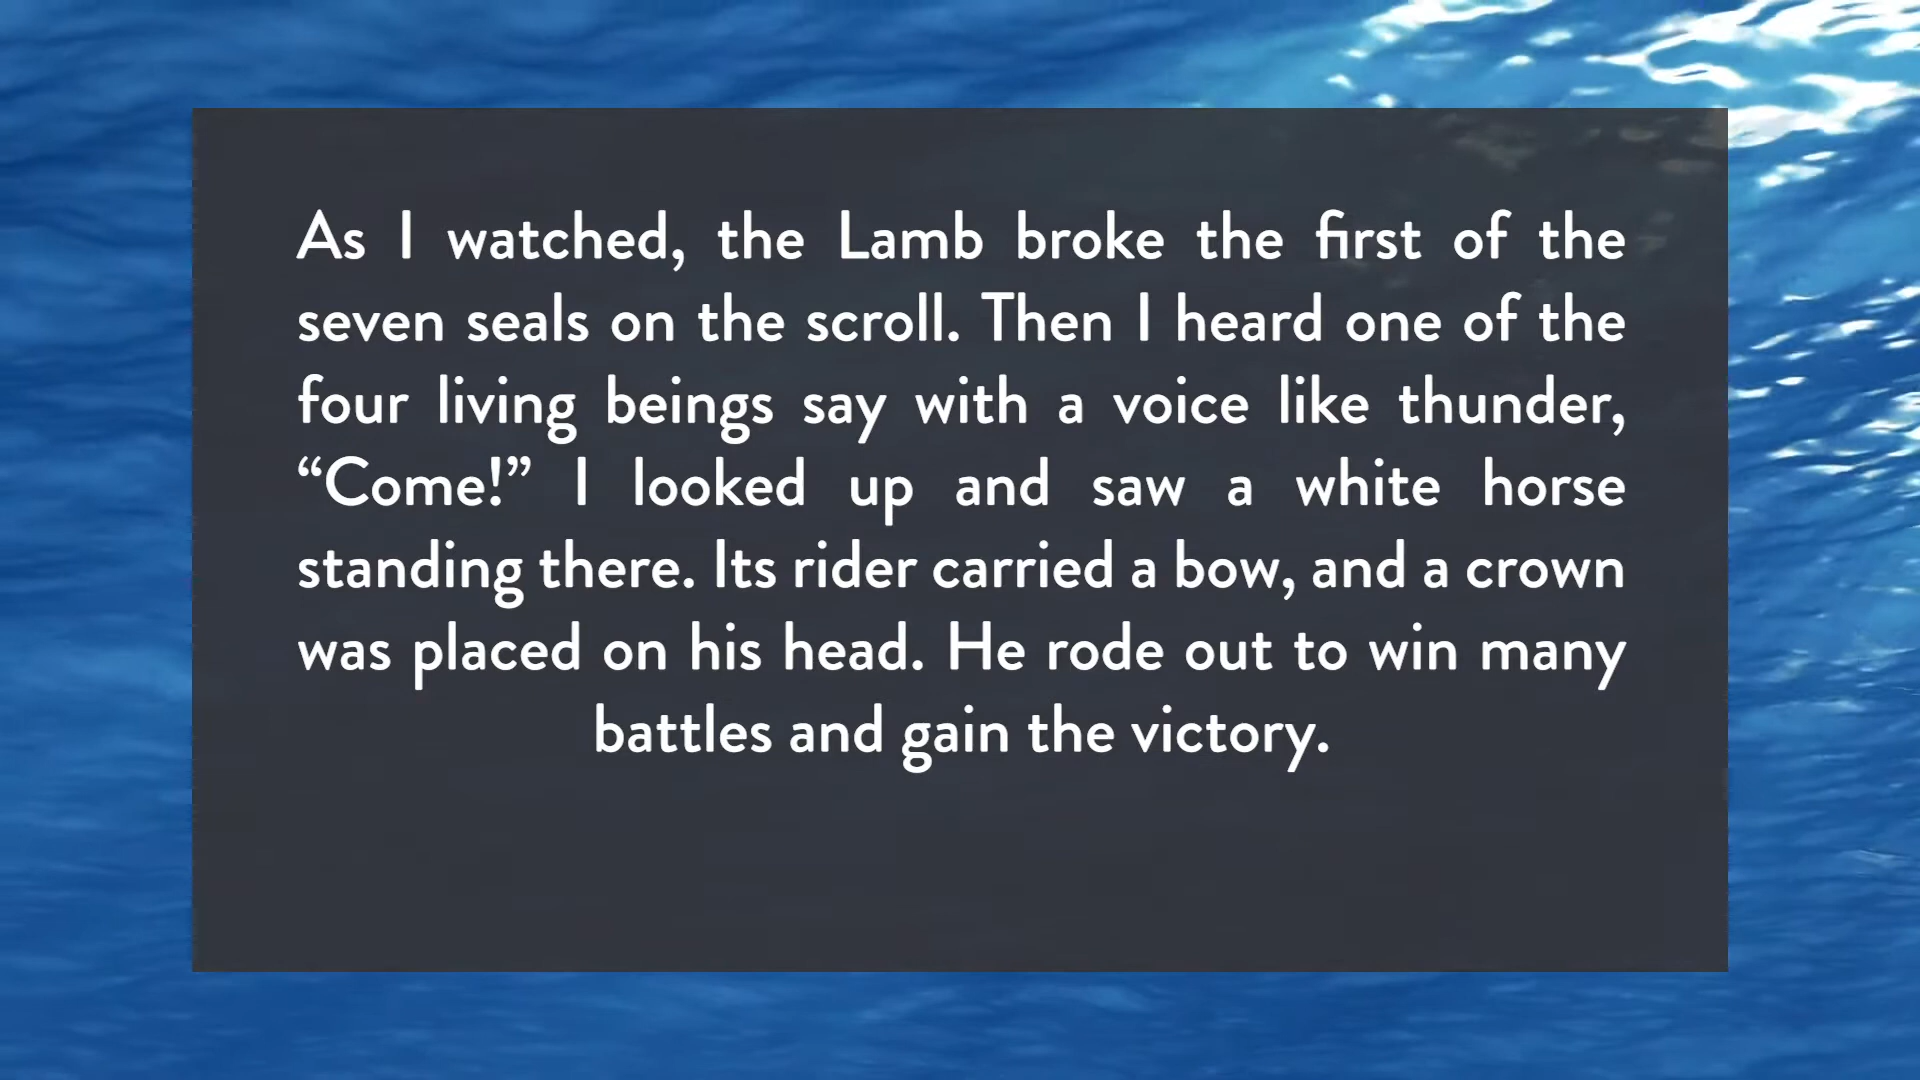 As I watched, the Lamb broke the first of the
seven seals on the scroll. Then I heard one of the
four living beings say with a voice like thunder,
“Come!” I looked up and saw a white horse
standing there. Its rider carried a bow, and a crown
was placed on his head. He rode out to win many
battles and gain the victory.